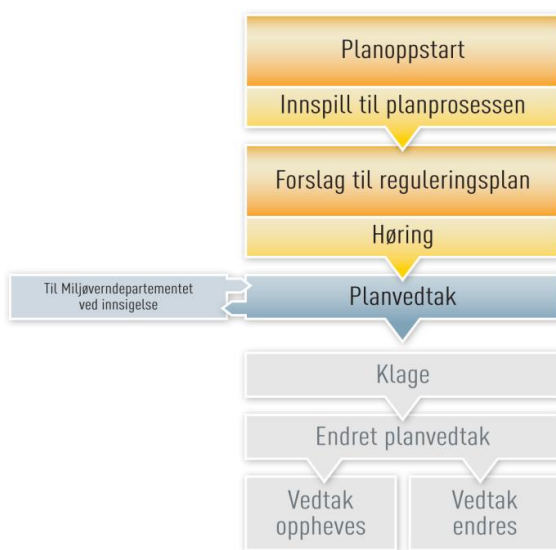 Planoppstart
Innspill til planprosessen
Forslag til reguleringsplan
Høring
Til Miljøverndepartementet
ved innsigelse
Planvedtak
Klage
Endret planvedtak
Vedtak
oppheves
Vedtak
endres